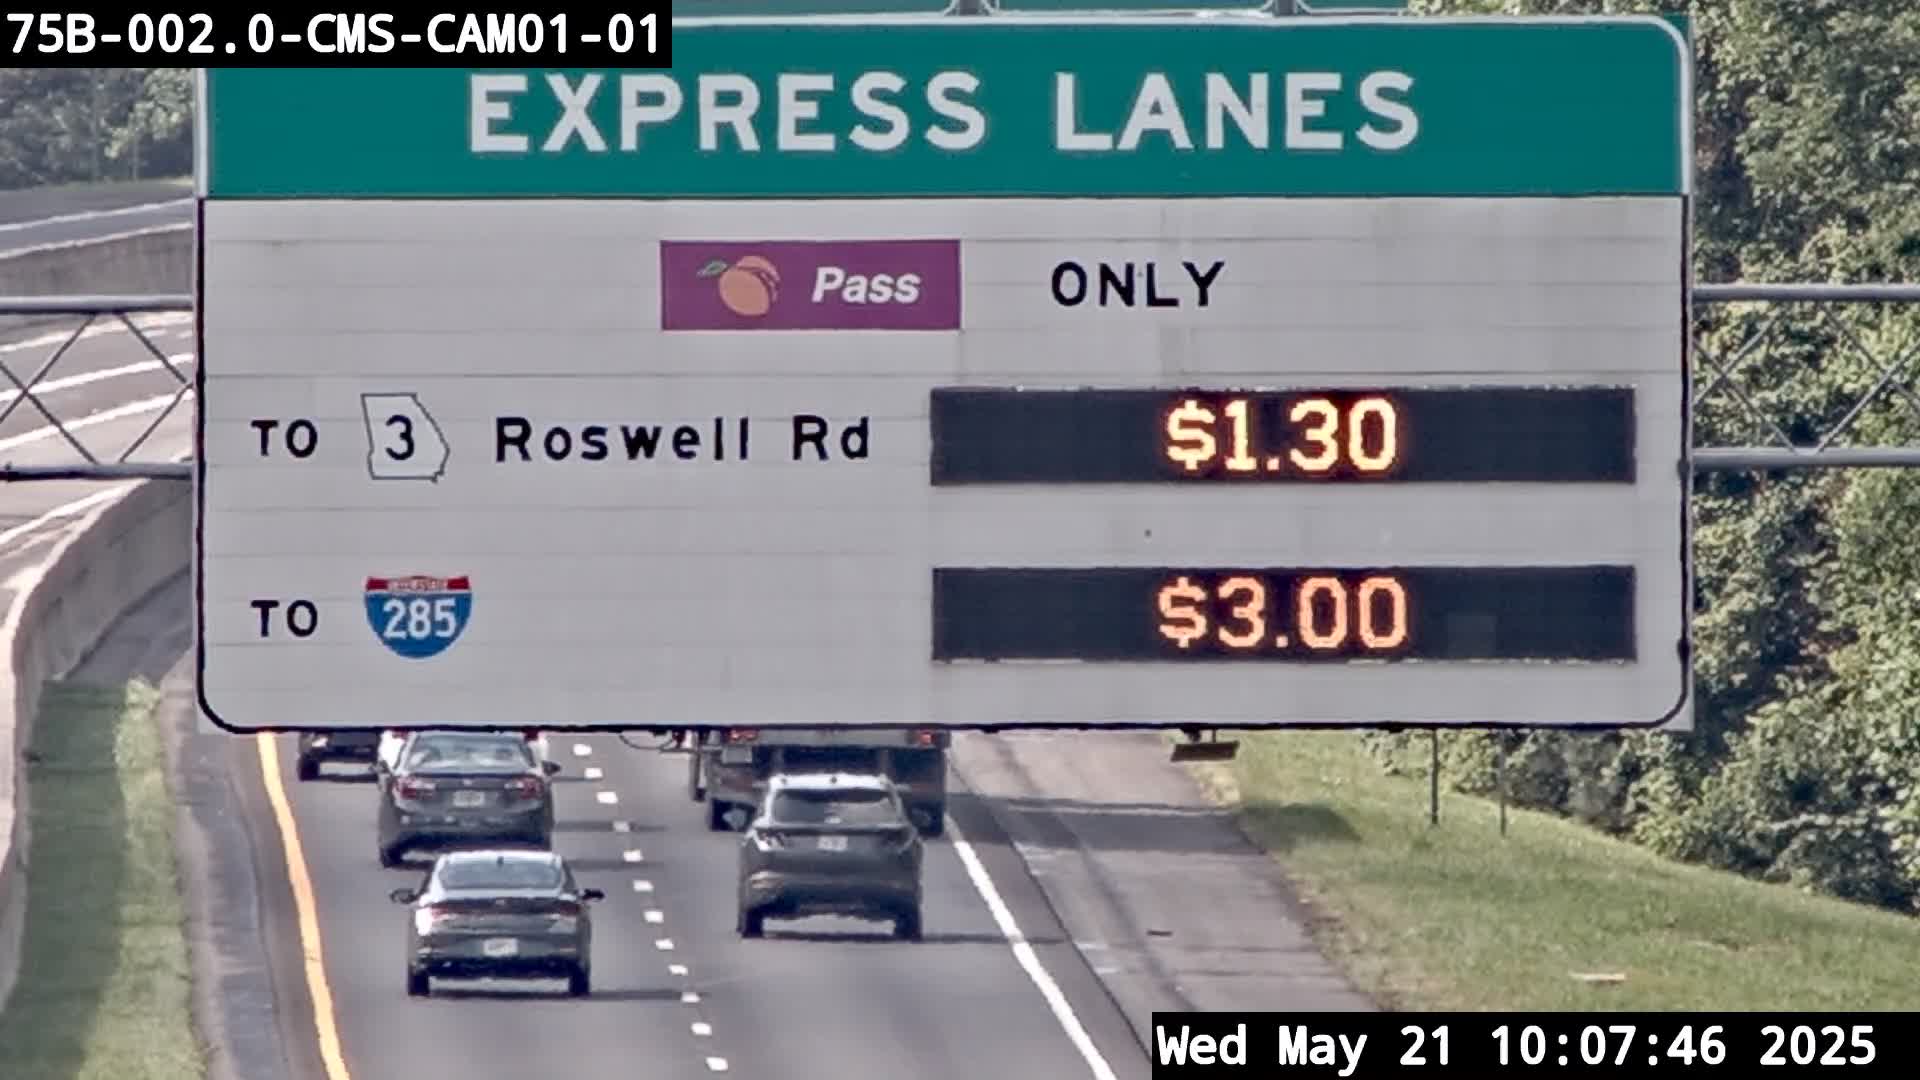 75B-002.0-CMS-CAM01-01
EXPRESS LANES
Pass ONLY
TO 3 Roswell Rd $1.30
TO INTERSTATE 285 $3.00
Wed May 21 10:07:46 2025